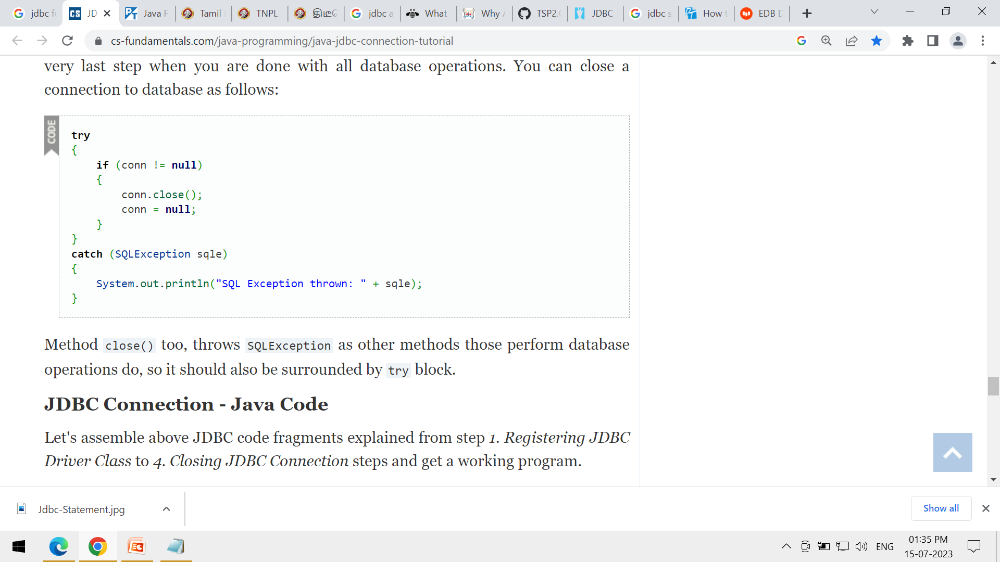 jdbc f
JD
Java F
Tamil
TNPL
jdbc a
What
Why
TSP2.
JDBC
jdbc s
How t
EDB D
cs-fundamentals.com/java-programming/java-jdbc-connection-tutorial
very last step when you are done with all database operations. You can close a
connection to database as follows:
CODE
try
{
if (conn != null)
{
conn.close();
conn = null;
}
}
catch (SQLException sqle)
{
System.out.println("SQL Exception thrown: " + sqle);
}
Method close() too, throws SQLException as other methods those perform database
operations do, so it should also be surrounded by try block.
JDBC Connection - Java Code
Let's assemble above JDBC code fragments explained from step 1. Registering JDBC
Driver Class to 4. Closing JDBC Connection steps and get a working program.
Jdbc-Statement.jpg
Show all
ENG
01:35 PM
15-07-2023